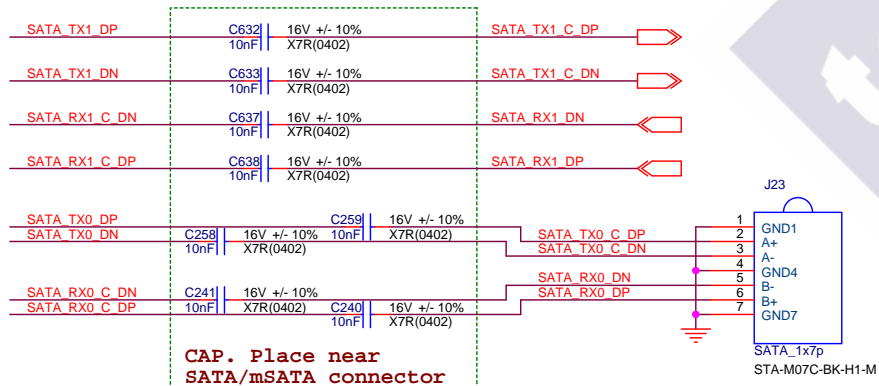 SATA_TX1_DP C632 16V +/- 10% SATA_TX1_C_DP
10nF X7R(0402)
SATA_TX1_DN C633 16V +/- 10% SATA_TX1_C_DN
10nF X7R(0402)
SATA_RX1_C_DN C637 16V +/- 10% SATA_RX1_DN
10nF X7R(0402)
SATA_RX1_C_DP C638 16V +/- 10% SATA_RX1_DP
10nF X7R(0402)
J23
SATA_TX0_DP C259 16V +/- 10% 1 GND1
SATA_TX0_DN C258 16V +/- 10% 10nF X7R(0402) SATA_TX0_C_DP 2 A+
10nF X7R(0402) SATA_TX0_C_DN 3 A-
4 GND4
SATA_RX0_DN 5 B-
SATA_RX0_C_DN C241 16V +/- 10% SATA_RX0_DP 6 B+
SATA_RX0_C_DP 10nF X7R(0402) C240 16V +/- 10% 7 GND7
10nF X7R(0402)
SATA_1x7p
CAP. Place near
STA-M07C-BK-H1-M
SATA/mSATA connector